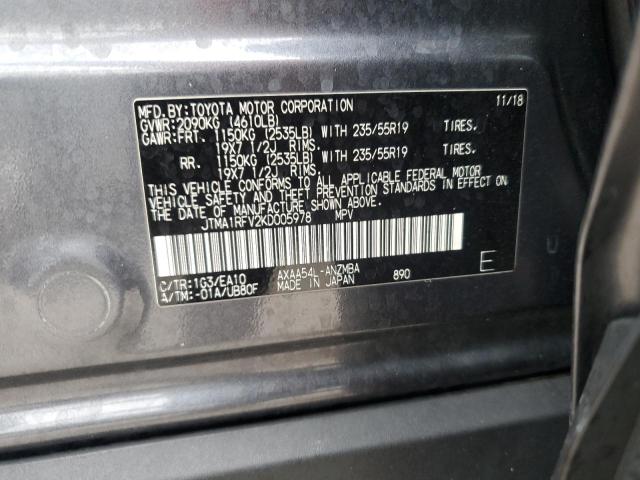 MFD.BY:TOYOTA MOTOR CORPORATION 11/18
GVWR:2090KG (4610LB)
GAWR:FRT. 1150KG (2535LB) WITH 235/55R19 TIRES.
19X7 1/2J RIMS.
RR. 1150KG (2535LB) WITH 235/55R19 TIRES.
19X7 1/2J RIMS.
THIS VEHICLE CONFORMS TO ALL APPLICABLE FEDERAL MOTOR
VEHICLE SAFETY AND THEFT PREVENTION STANDARDS IN EFFECT ON
THE DATE OF MANUFACTURE SHOWN ABOVE.
JTMA1RFV2KD005978 MPV
C/TR:1G3/EA10 AXAA54L-ANZMBA 890 E
A/TM:-01A/UB80F MADE IN JAPAN